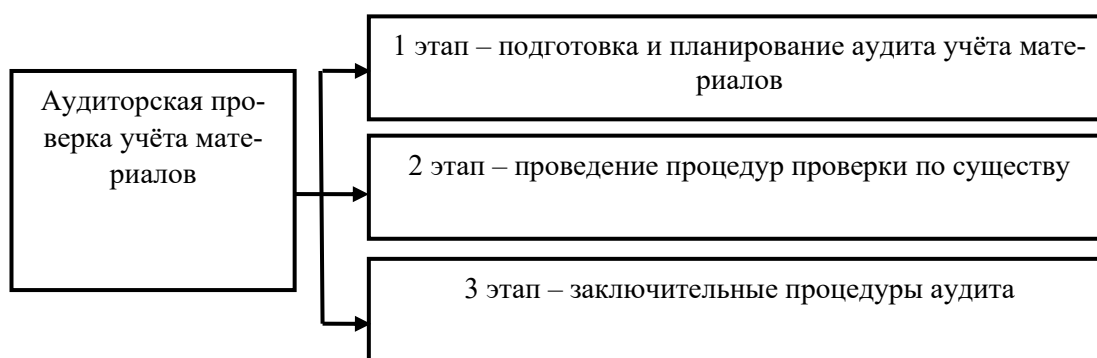 Аудиторская про-
верка учёта мате-
риалов
1 этап – подготовка и планирование аудита учёта мате-
риалов
2 этап – проведение процедур проверки по существу
3 этап – заключительные процедуры аудита